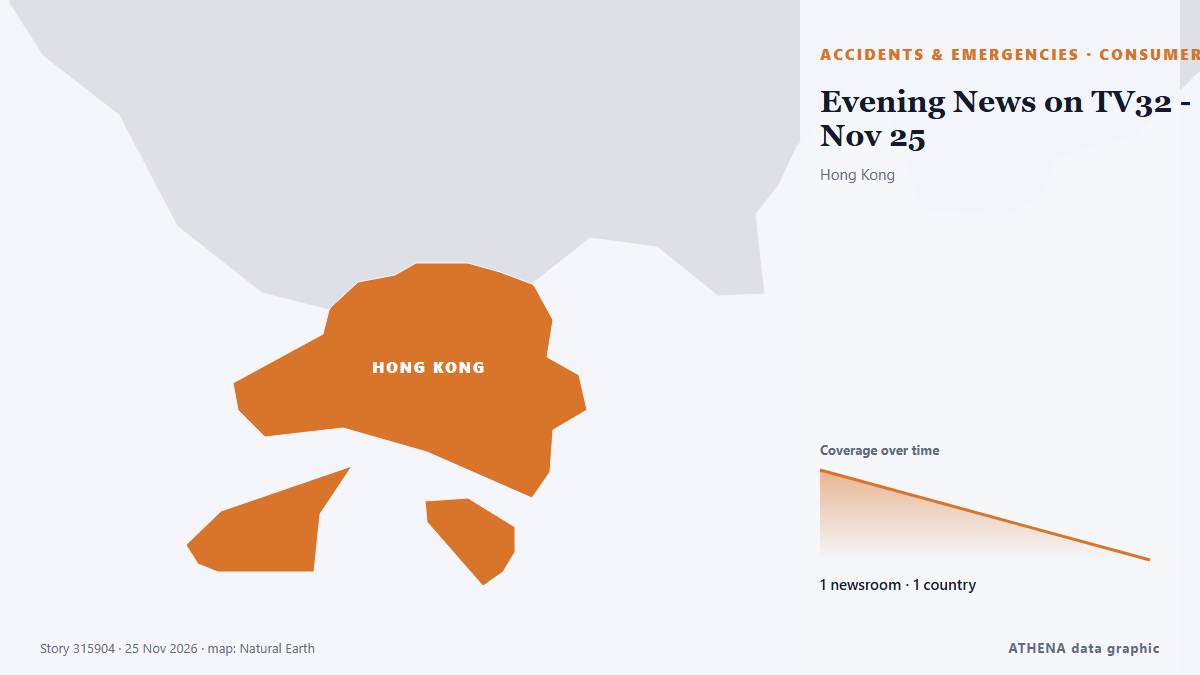 ACCIDENTS & EMERGENCIES · CONSUMER
Evening News on TV32 -
Nov 25
Hong Kong
HONG KONG
Coverage over time
1 newsroom · 1 country
Story 315904 · 25 Nov 2026 · map: Natural Earth
ATHENA data graphic